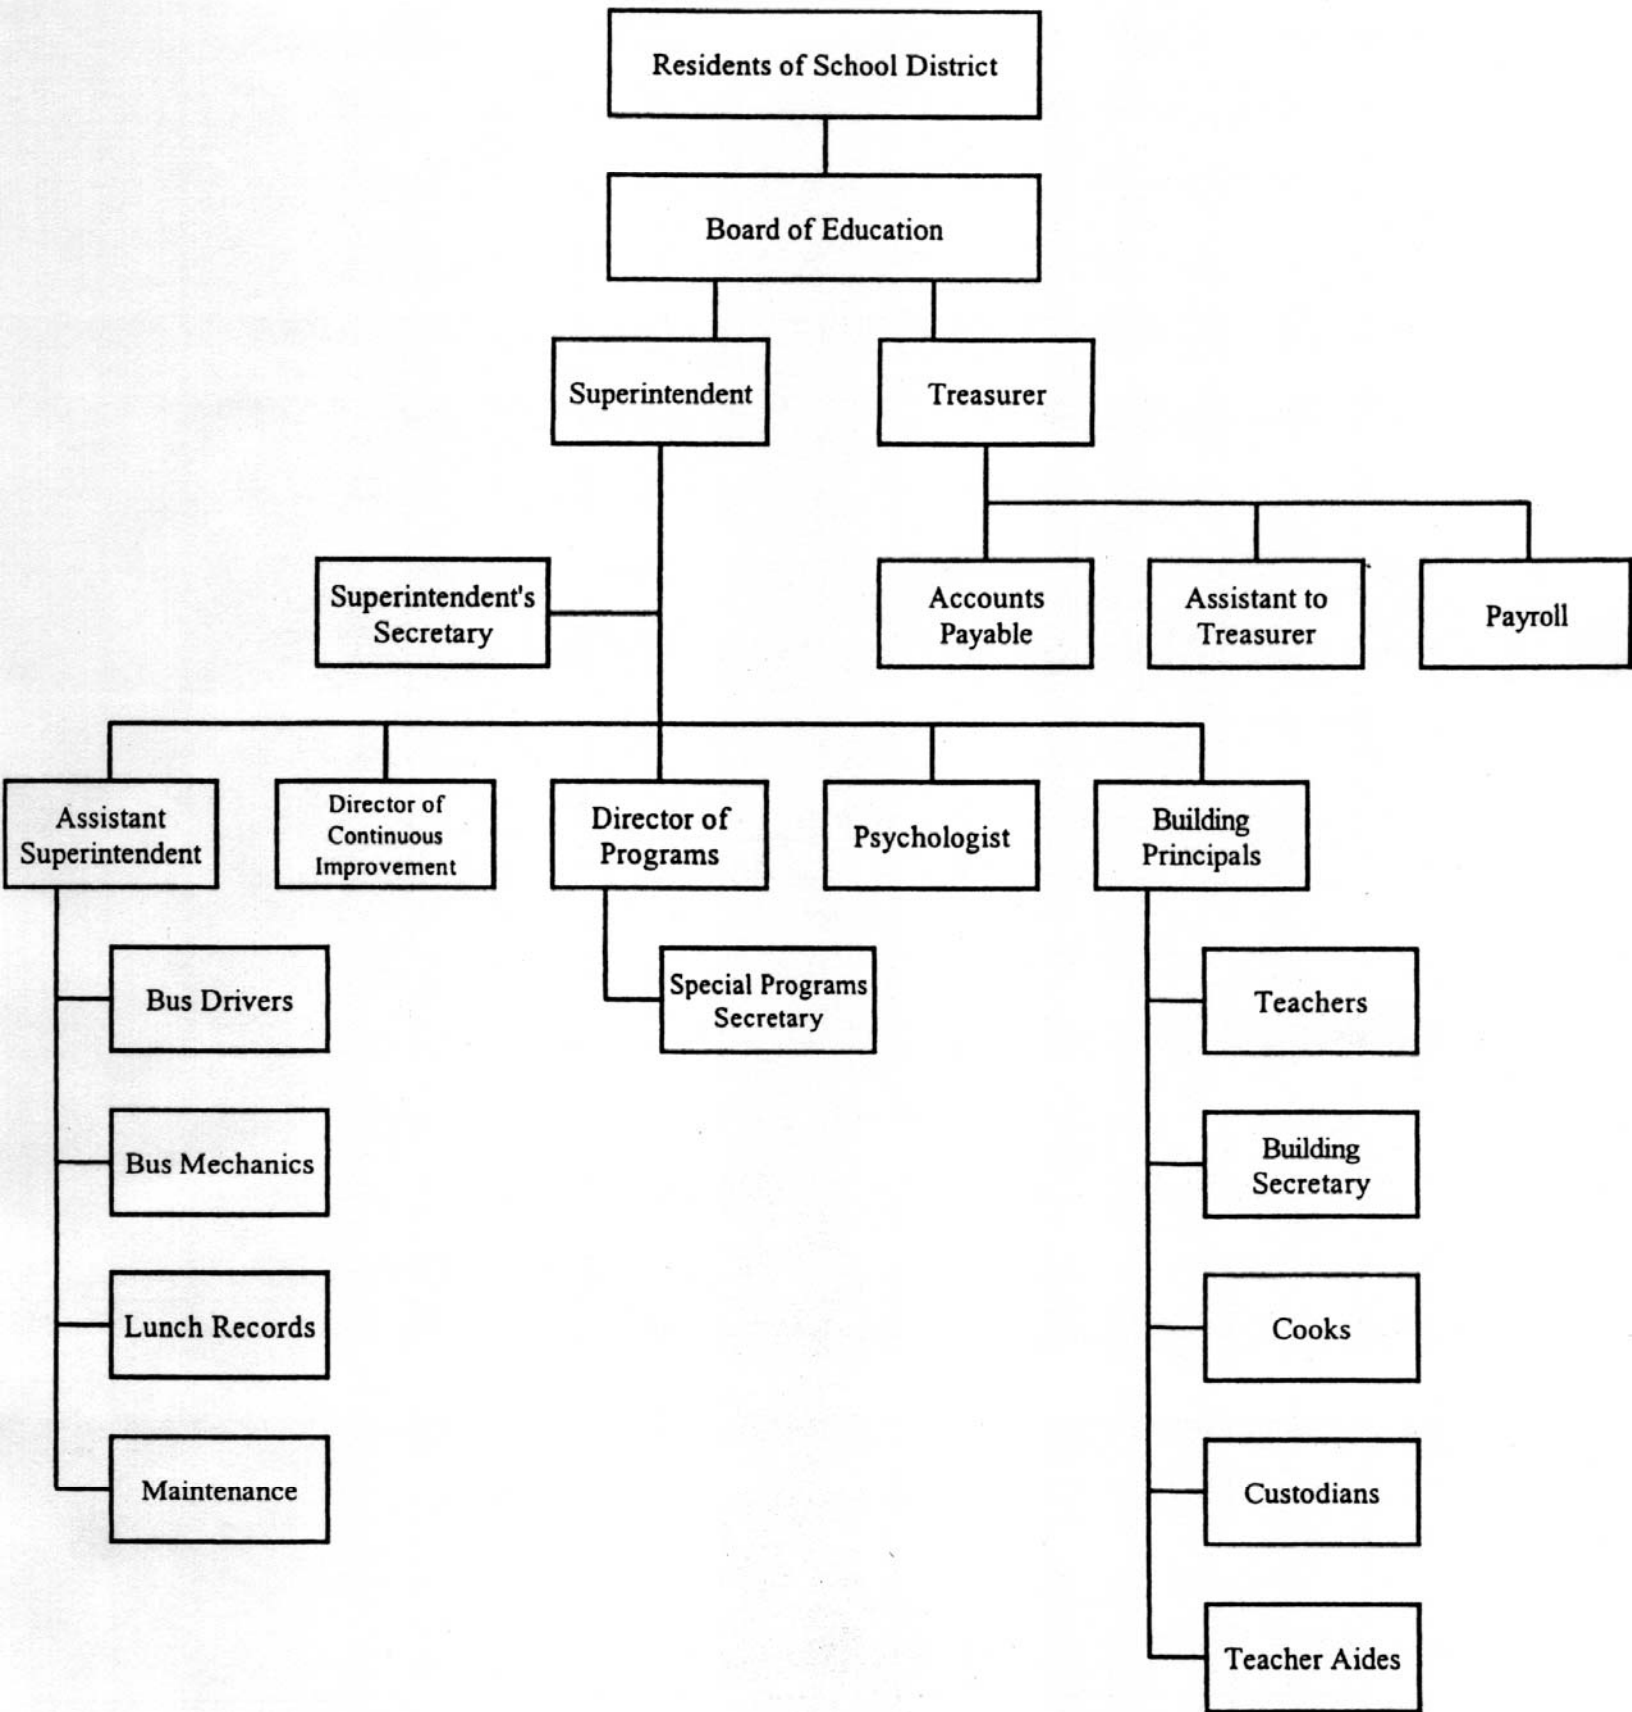 Residents of School District
Board of Education
Superintendent
Treasurer
Superintendent's
Secretary
Accounts
Payable
Assistant to
Treasurer
Payroll
Assistant
Superintendent
Director of
Continuous
Improvement
Director of
Programs
Psychologist
Building
Principals
Bus Drivers
Special Programs
Secretary
Teachers
Bus Mechanics
Building
Secretary
Lunch Records
Cooks
Maintenance
Custodians
Teacher Aides